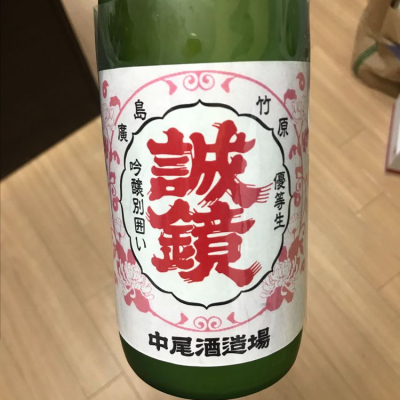 廣島
竹原
誠鏡
優等生
吟醸別囲い
中尾酒造場